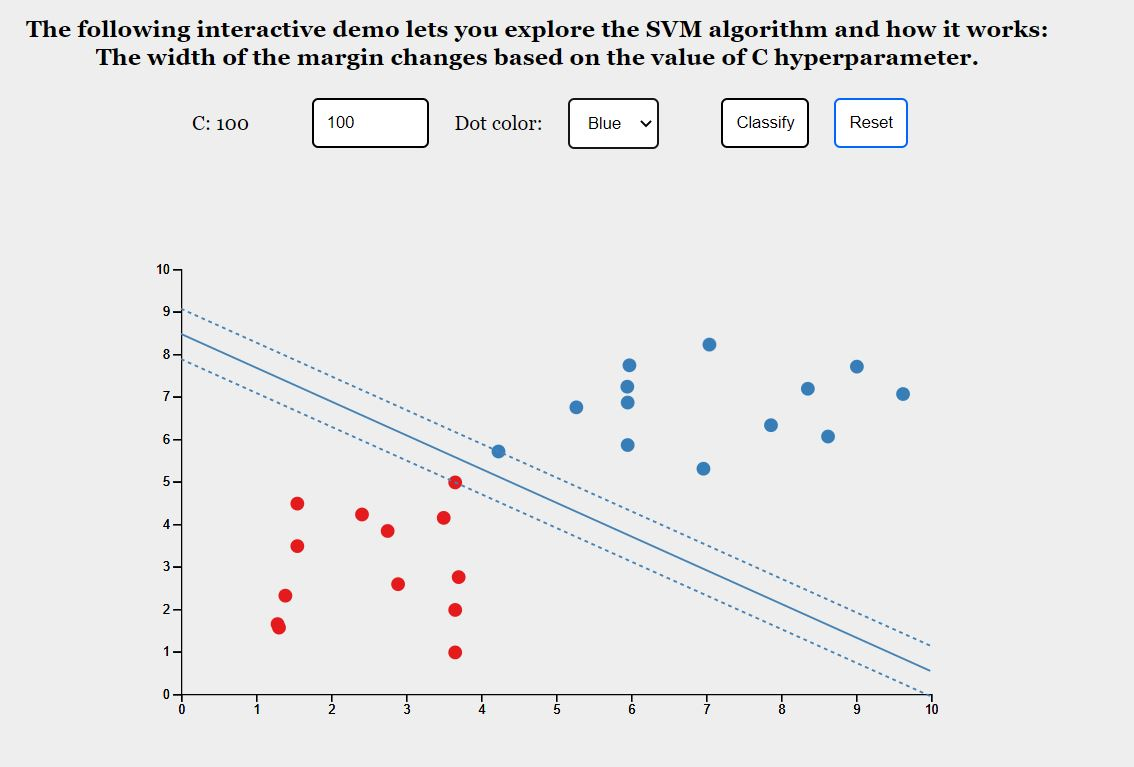 The following interactive demo lets you explore the SVM algorithm and how it works:
The width of the margin changes based on the value of C hyperparameter.
C: 100 100 Dot color: Blue Classify Reset
10
9
8
7
6
5
4
3
2
1
0
0 1 2 3 4 5 6 7 8 9 10